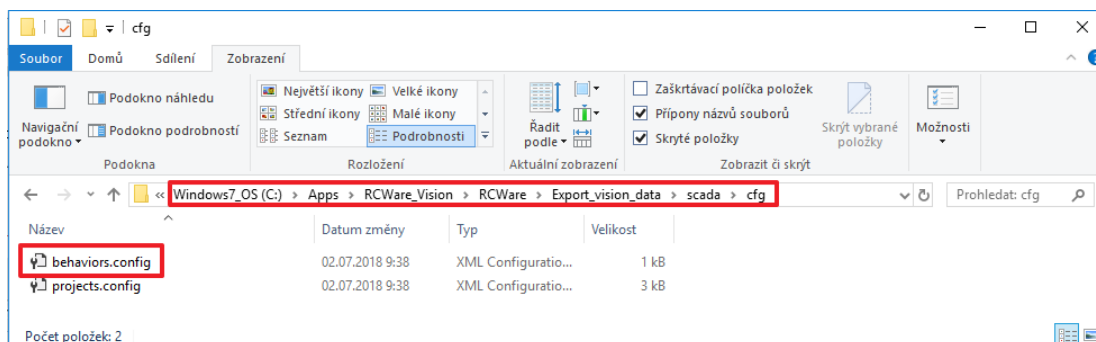 cfg
Soubor Domů Sdílení Zobrazení
Navigační podokno
Podokno náhledu
Podokno podrobností
Podokna
Největší ikony Velké ikony
Střední ikony Malé ikony
Seznam Podrobnosti
Rozložení
Řadit podle
Aktuální zobrazení
Zaškrtávací políčka položek
Přípony názvů souborů
Skryté položky
Skrýt vybrané položky
Zobrazit či skrýt
Možnosti
« Windows7_OS (C:) > Apps > RCWare_Vision > RCWare > Export_vision_data > scada > cfg
Prohledat: cfg
Název Datum změny Typ Velikost
behaviors.config 02.07.2018 9:38 XML Configuratio... 1 kB
projects.config 02.07.2018 9:38 XML Configuratio... 3 kB
Počet položek: 2